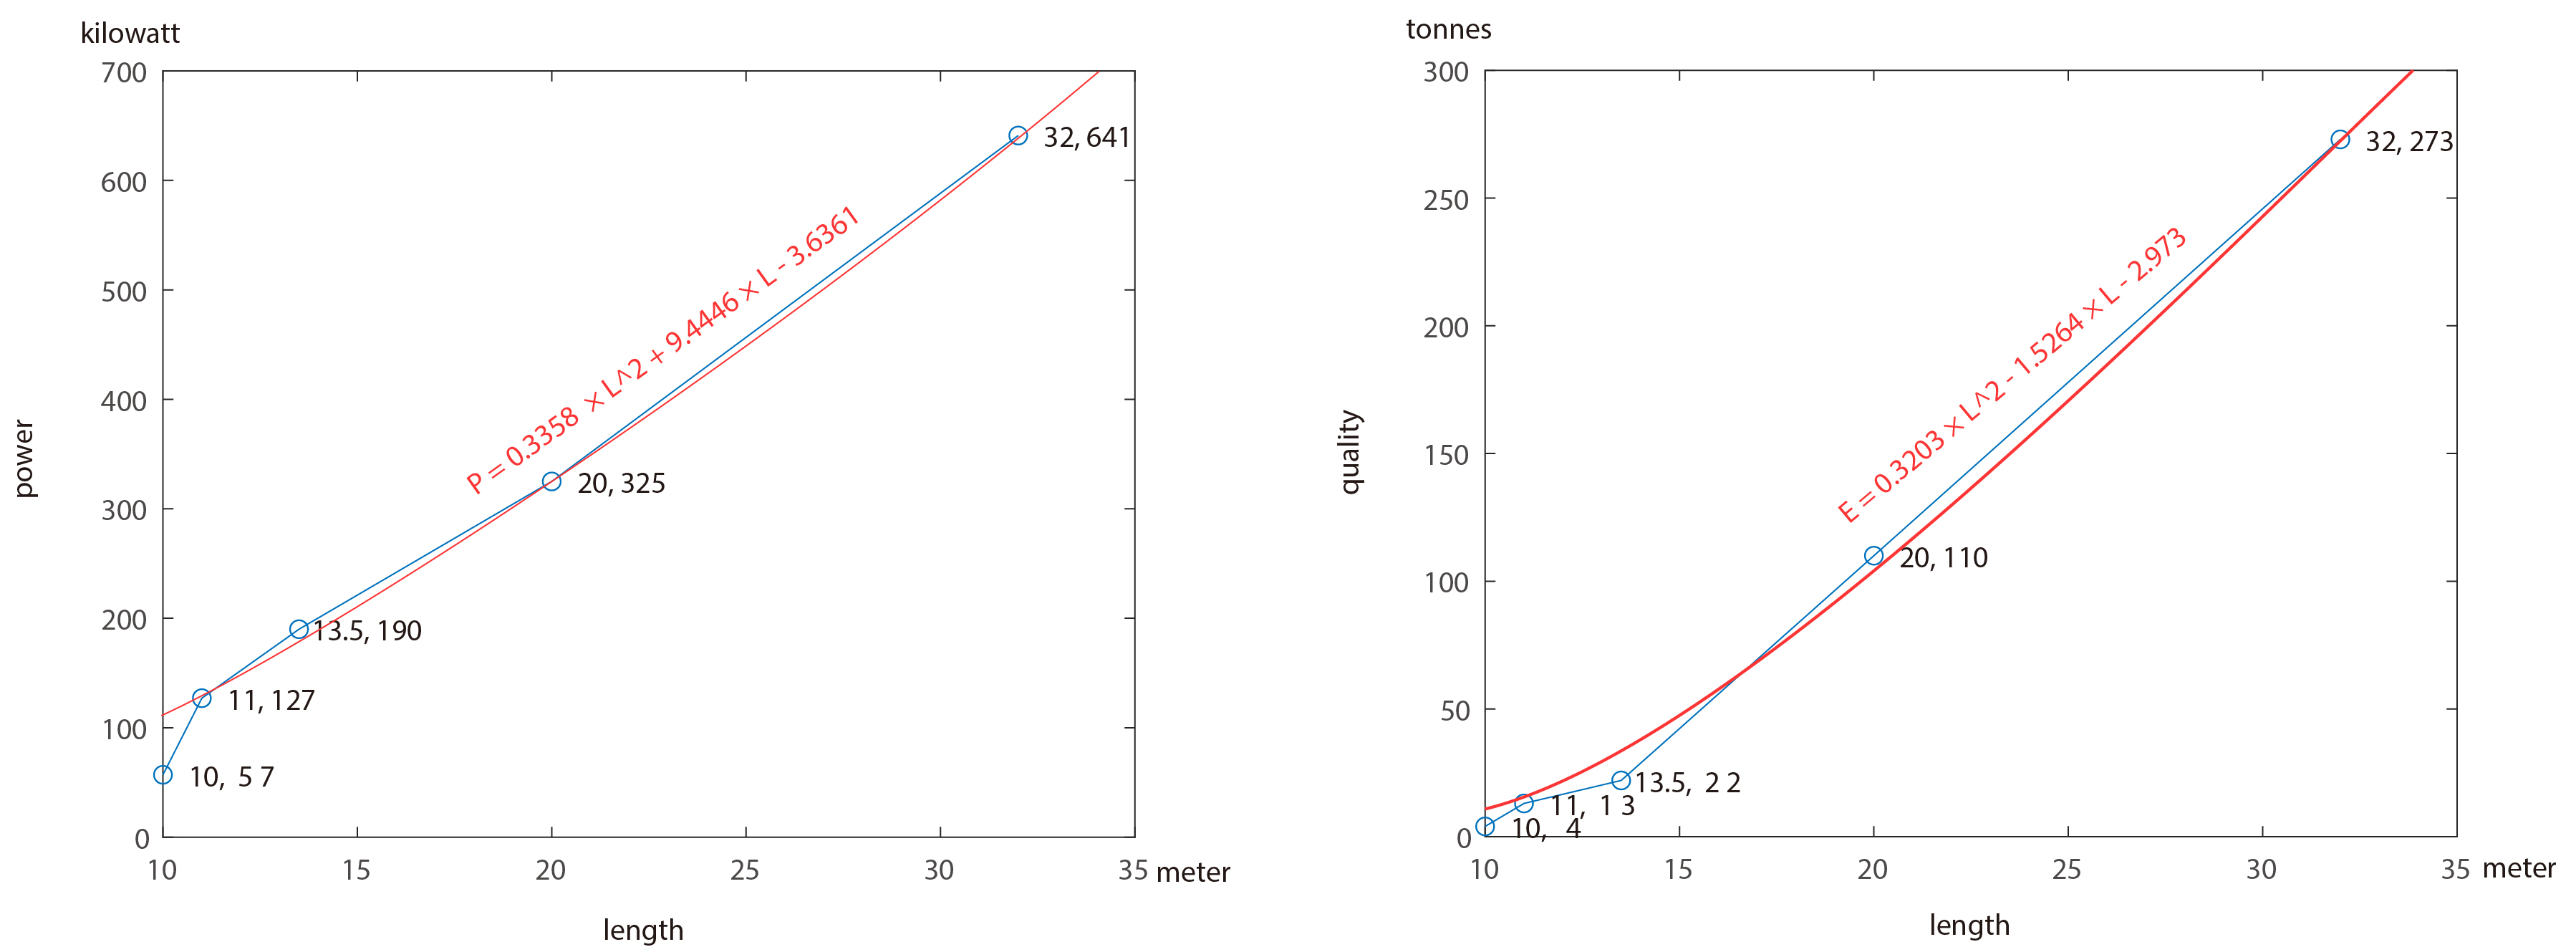 kilowatt
700
600
500
400
300
200
100
0
power
P = 0.3358 × L^2 + 9.4446 × L - 3.6361
32, 641
20, 325
13.5, 190
11, 127
10, 5 7
10
15
20
25
30
35
meter
length
tonnes
300
250
200
150
100
50
0
quality
E = 0.3203 × L^2 - 1.5264 × L - 2.973
32, 273
20, 110
13.5, 2 2
11, 1 3
10, 4
10
15
20
25
30
35
meter
length